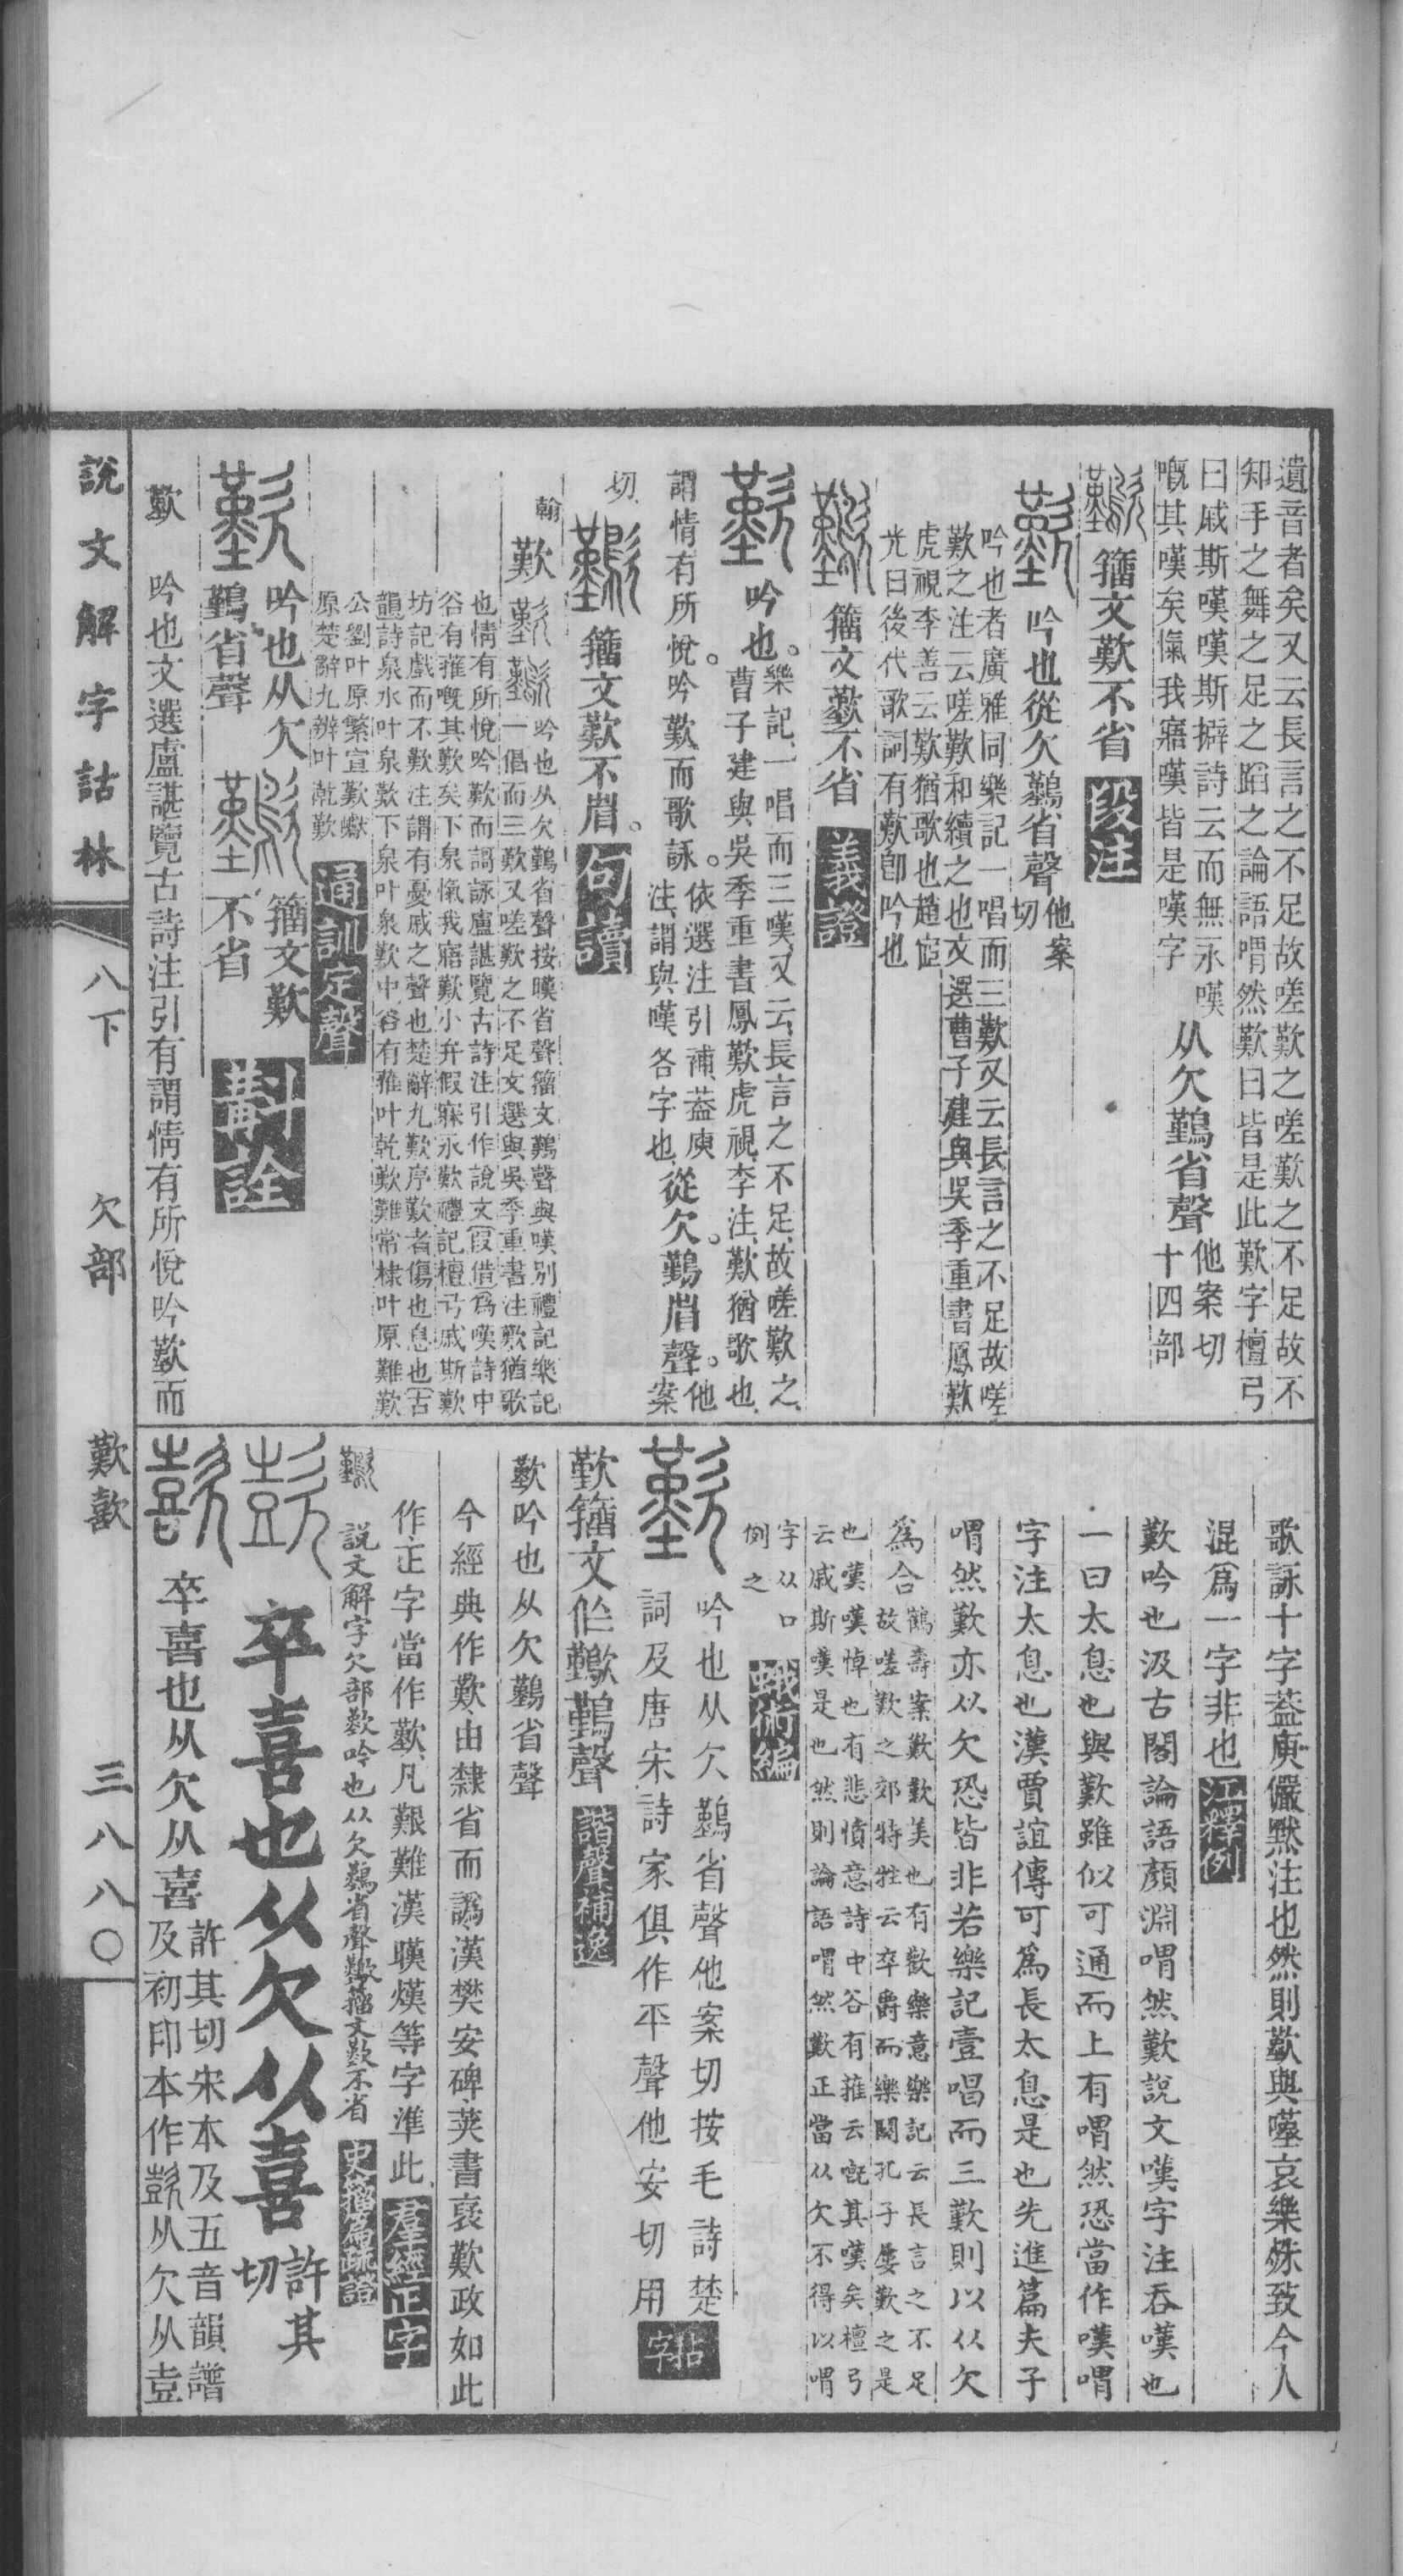 遺音者矣又云長言之不足故嗟歎之嗟歎之不足故不
知手之舞之足之蹈之論語喟然歎曰皆是此歎字檀弓
曰戚斯嘆嘆斯擗詩云而無永嘆
嘅其嘆矣愾我寤嘆皆是嘆字
从欠鷬省聲
他案切
十四部
籒文歎不省
段注
吟也從欠鷬省聲
他案
切
吟也者廣雅同樂記一唱而三歎又云長言之不足故嗟
歎之注云嗟歎和續之也文選曹子建與吳季重書鳳歎
虎視李善云歎猶歌也趙宧
光曰後代歌詞有歎卽吟也
籒文歎不省
義證
吟也。
樂記、一唱而三嘆、又云、長言之不足、故嗟歎之、
曹子建與吳季重書、鳳歎虎視、李注、歎猶歌也、
謂情有所悅。吟歎而歌詠。
依選注引補、葢庾
注、謂與嘆各字也、
從欠。鷬省聲。
他
案
切、
籒文歎不省。
句讀
翰
歎
吟也从欠鷬省聲按嘆省聲籒文鷬聲與嘆別禮記樂記
一倡而三歎又嗟歎之不足文選與吳季重書注歎猶歌
也情有所悅吟歎而謌詠盧諶覽古詩注引作說文叚借爲嘆詩中
谷有蓷嘅其歎矣下泉愾我寤歎小弁假寐永歎禮記檀弓戚斯歎
坊記戲而不歎注謂有憂戚之聲也楚辭九歎序歎者傷也息也古
韻詩泉水叶泉歎下泉叶泉歎中谷有蓷叶乾歎難常棣叶原難歎
公劉叶原繁宣歎巘
原楚辭九辨叶乾歎
通訓定聲
吟也从欠
鷬省聲
籒文歎
不省
斠詮
歎
吟也文選盧諶覽古詩注引有謂情有所悅吟歎而
說文解字詁林
八下
欠部
歎歖
三八八〇
歌詠十字葢庾儼默注也然則歎與嘆哀樂殊致今人
混爲一字非也
江釋例
歎吟也汲古閣論語顏淵喟然歎說文嘆字注吞嘆也
一曰太息也與歎雖似可通而上有喟然恐當作嘆喟
字注太息也漢賈誼傳可爲長太息是也先進篇夫子
喟然歎亦从欠恐皆非若樂記壹唱而三歎則以从欠
爲合
鶴壽案歎歎美也有歡樂意樂記云長言之不足
故嗟歎之郊特牲云卒爵而樂闋孔子屢歎之是
也嘆嘆悼也有悲憤意詩中谷有蓷云嘅其嘆矣檀弓
云戚斯嘆是也然則論語喟然歎正當从欠不得以喟
字从口
例之
蛾術編
吟也从欠鷬省聲他案切按毛詩楚
詞及唐宋詩家俱作平聲他安切用
拈字
歎籒文作鷬聲
諧聲補逸
歎吟也从欠鷬省聲
今經典作歎、由隸省而譌、漢樊安碑、莢書裦歎、政如此
作、正字當作歎、凡艱難漢暵熯等字準此、
羣經正字
說文解字欠部歎吟也从欠鷬省聲籒文歎不省
史籒篇疏證
卒喜也从欠从喜
許其
切
卒喜也从欠从喜
許其切宋本及五音韻譜
及初印本作歖从欠从壴